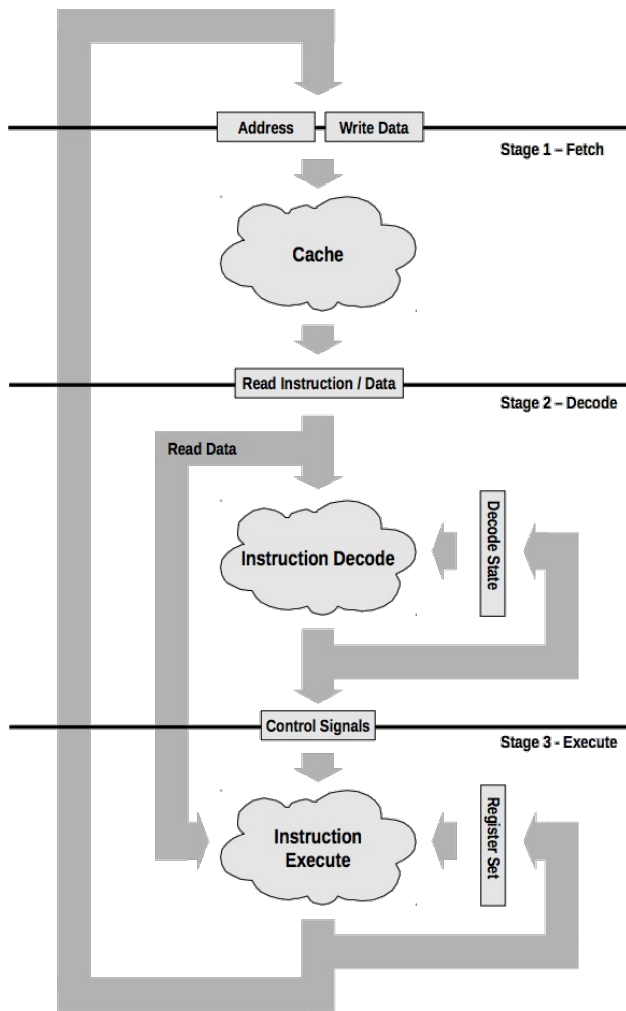 Address
Write Data
Stage 1 – Fetch
Cache
Read Instruction / Data
Stage 2 – Decode
Read Data
Instruction Decode
Decode State
Control Signals
Stage 3 - Execute
Instruction
Execute
Register Set